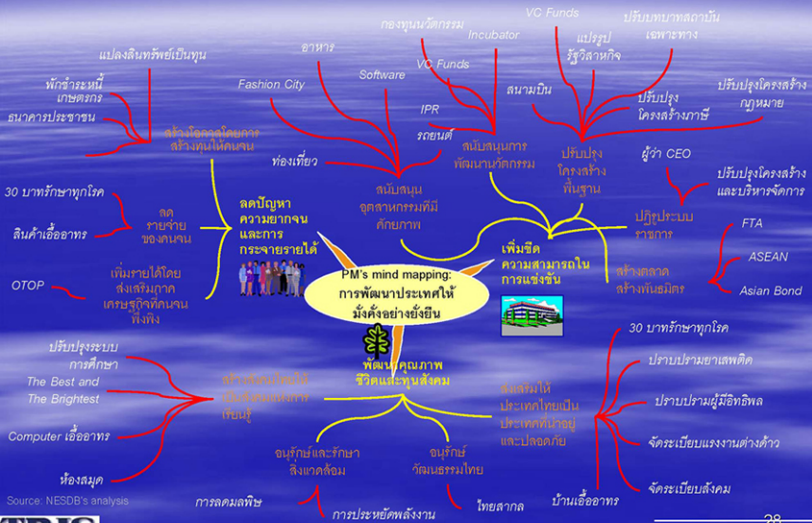 VC Funds
ปรับบทบาทสถาบัน
เฉพาะทาง
กองทุนนวัตกรรม
Incubator
แปรรูป
รัฐวิสาหกิจ
อาหาร
แปลงสินทรัพย์เป็นทุน
VC Funds
Software
Fashion City
สนามบิน
ปรับปรุง
โครงสร้างภาษี
ปรับปรุงโครงสร้าง
กฎหมาย
พักชำระหนี้
เกษตรกร
ธนาคารประชาชน
IPR
รถยนต์
ท่องเที่ยว
สร้างโอกาสโดยการ
สร้างทุนให้คนจน
สนับสนุนการ
พัฒนานวัตกรรม
ปรับปรุง
โครงสร้าง
พื้นฐาน
ผู้ว่า CEO
ปรับปรุงโครงสร้าง
และบริหารจัดการ
30 บาทรักษาทุกโรค
สินค้าเอื้ออาทร
ลด
รายจ่าย
ของคนจน
ลดปัญหา
ความยากจน
และการ
กระจายรายได้
สนับสนุน
อุตสาหกรรมที่มี
ศักยภาพ
ปฏิรูประบบ
ราชการ
FTA
ASEAN
Asian Bond
เพิ่มขีด
ความสามารถใน
การแข่งขัน
สร้างตลาด
สร้างพันธมิตร
OTOP
เพิ่มรายได้โดย
ส่งเสริมภาค
เศรษฐกิจที่คนจน
พึ่งพิง
PM's mind mapping:
การพัฒนาประเทศให้
มั่งคั่งอย่างยั่งยืน
พัฒนาคุณภาพ
ชีวิตและทุนสังคม
30 บาทรักษาทุกโรค
ปราบปรามยาเสพติด
ปราบปรามผู้มีอิทธิพล
จัดระเบียบแรงงานต่างด้าว
จัดระเบียบสังคม
บ้านเอื้ออาทร
ส่งเสริมให้
ประเทศไทยเป็น
ประเทศที่น่าอยู่
และปลอดภัย
ปรับปรุงระบบ
การศึกษา
The Best and
The Brightest
Computer เอื้ออาทร
ห้องสมุด
สร้างสังคมไทยให้
เป็นสังคมแห่งการ
เรียนรู้
อนุรักษ์และรักษา
สิ่งแวดล้อม
อนุรักษ์
วัฒนธรรมไทย
การลดมลพิษ
การประหยัดพลังงาน
ไทยสากล
Source: NESDB's analysis
28